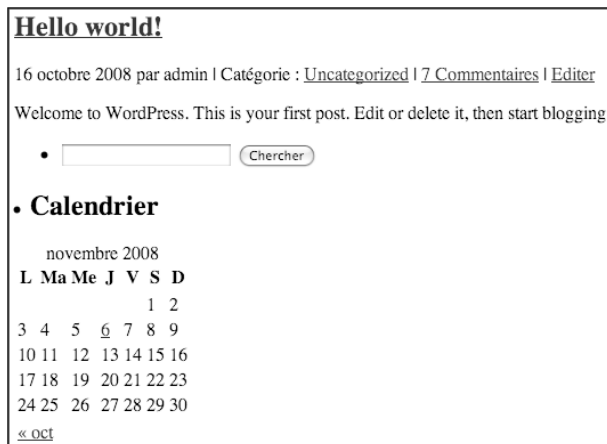 Hello world!
16 octobre 2008 par admin | Catégorie : Uncategorized | 7 Commentaires | Editer
Welcome to WordPress. This is your first post. Edit or delete it, then start blogging
Chercher
Calendrier
novembre 2008
L Ma Me J V S D
1 2
3 4 5 6 7 8 9
10 11 12 13 14 15 16
17 18 19 20 21 22 23
24 25 26 27 28 29 30
« oct